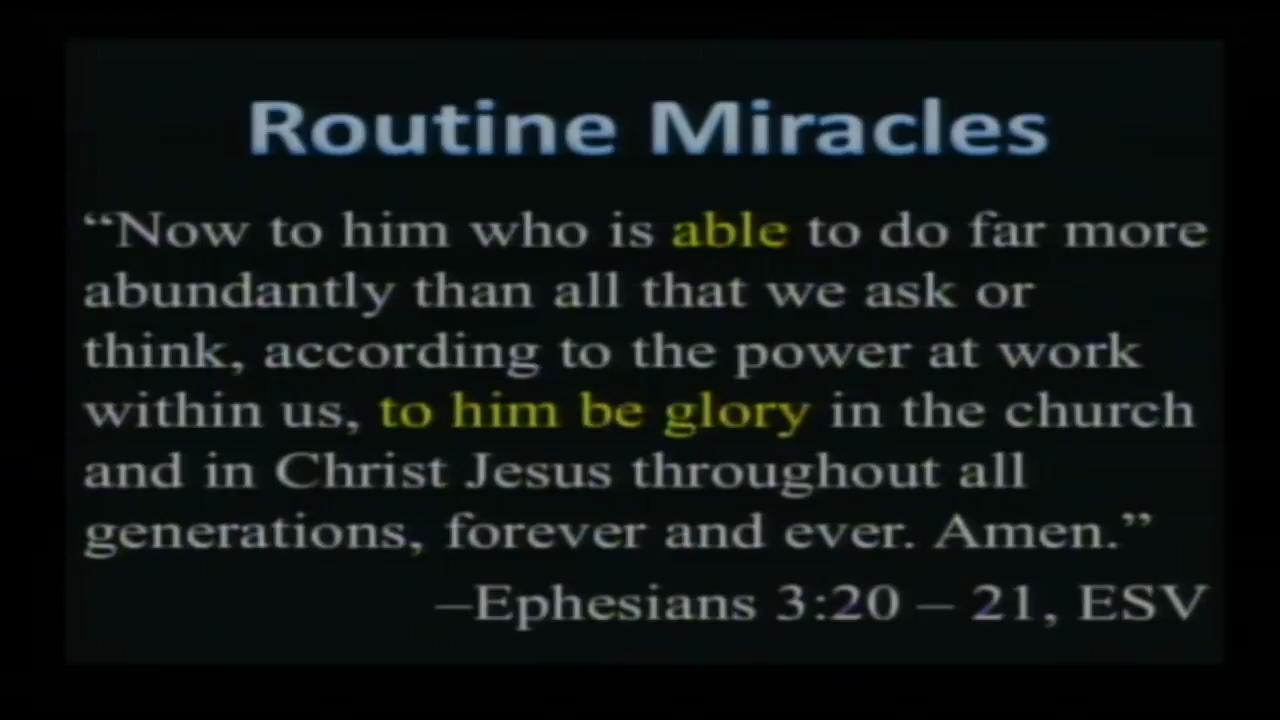 Routine Miracles
“Now to him who is able to do far more
abundantly than all that we ask or
think, according to the power at work
within us, to him be glory in the church
and in Christ Jesus throughout all
generations, forever and ever. Amen.”
–Ephesians 3:20 – 21, ESV